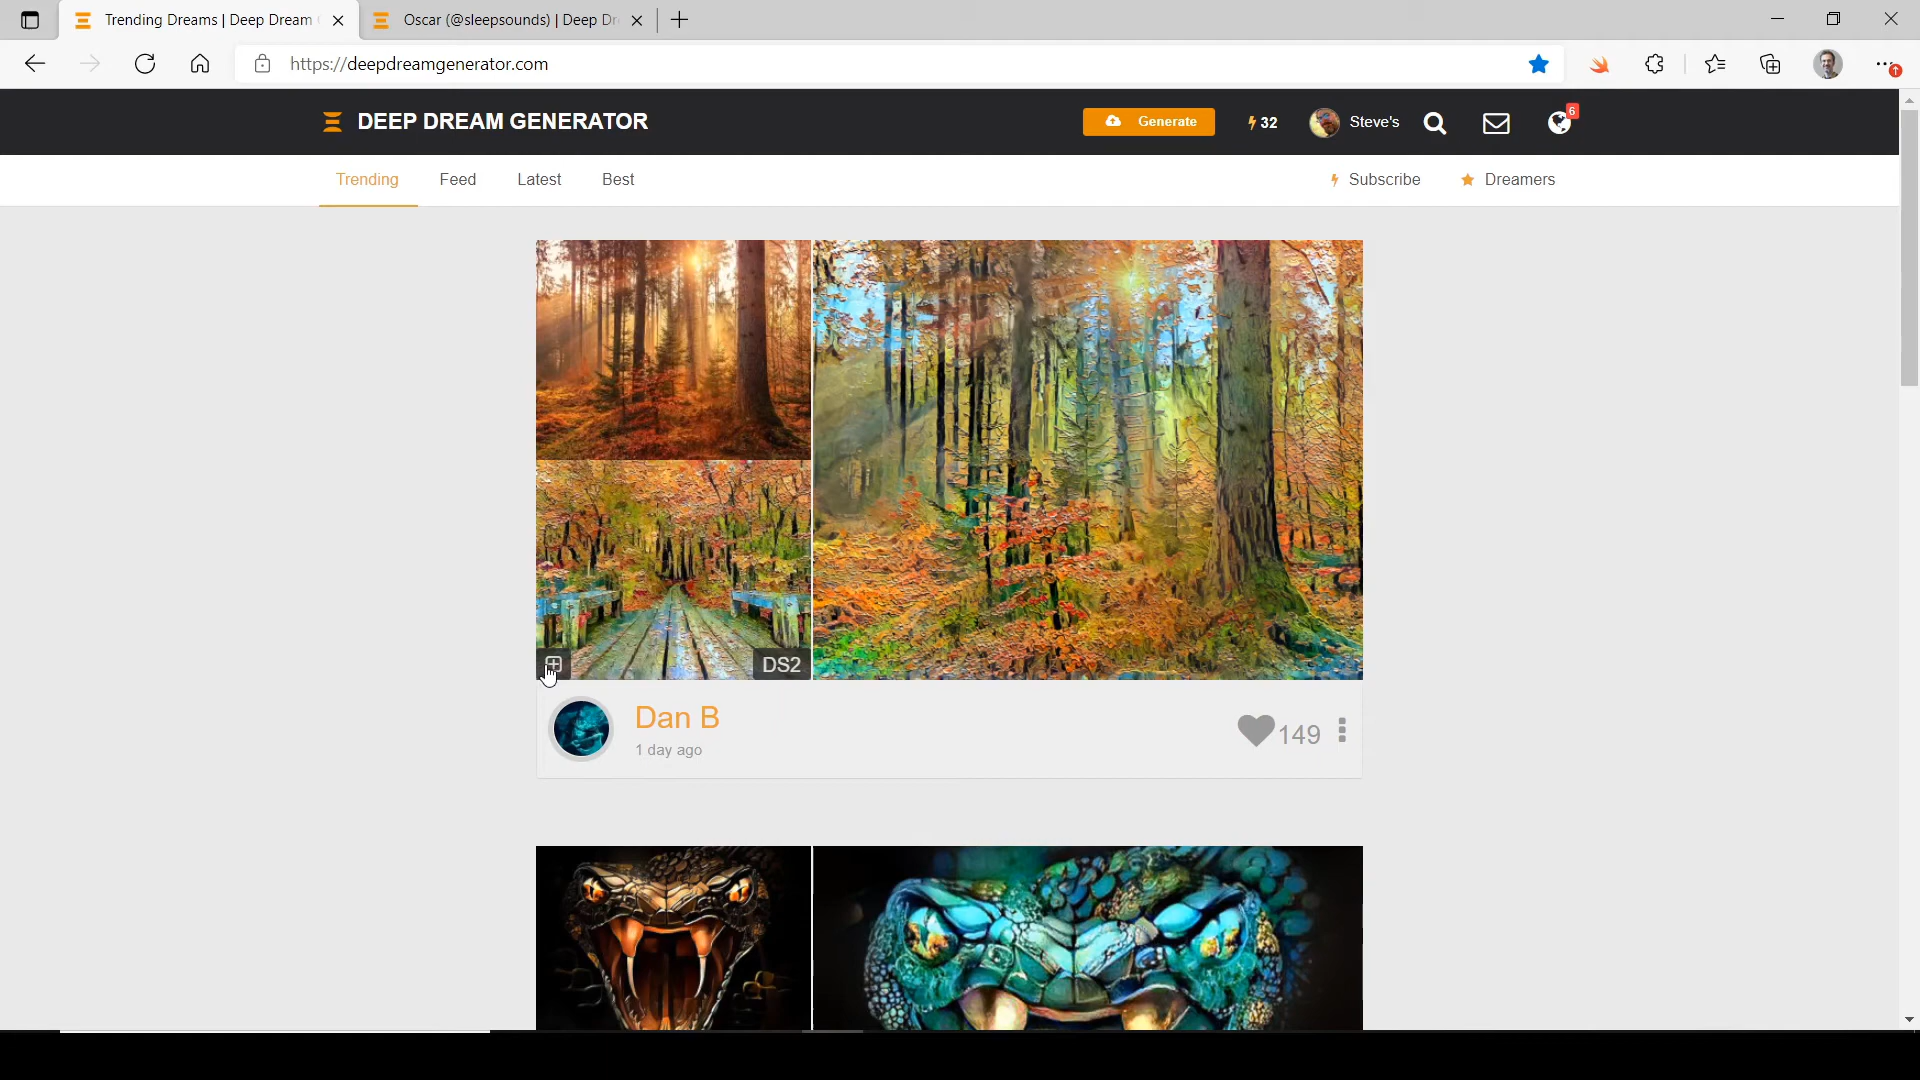 Trending Dreams | Deep Dream
Oscar (@sleepsounds) | Deep Dr
https://deepdreamgenerator.com
DEEP DREAM GENERATOR
Generate
32
Steve's
6
Trending
Feed
Latest
Best
Subscribe
Dreamers
DS2
Dan B
1 day ago
149